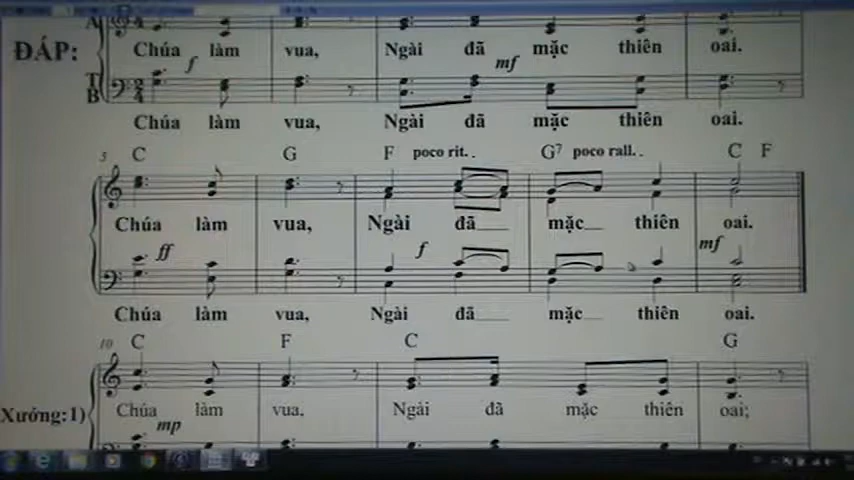 A
ĐÁP:
Chúa làm vua, Ngài đã mặc thiên oai.
f mf
T
B
2
4
Chúa làm vua, Ngài đã mặc thiên oai.
5 C G F poco rit. . G7 poco rall. . C F
Chúa làm vua, Ngài đã mặc thiên oai.
ff f mf
Chúa làm vua, Ngài đã mặc thiên oai.
10 C F C G
Xướng:1) Chúa làm vua, Ngài đã mặc thiên oai;
mp